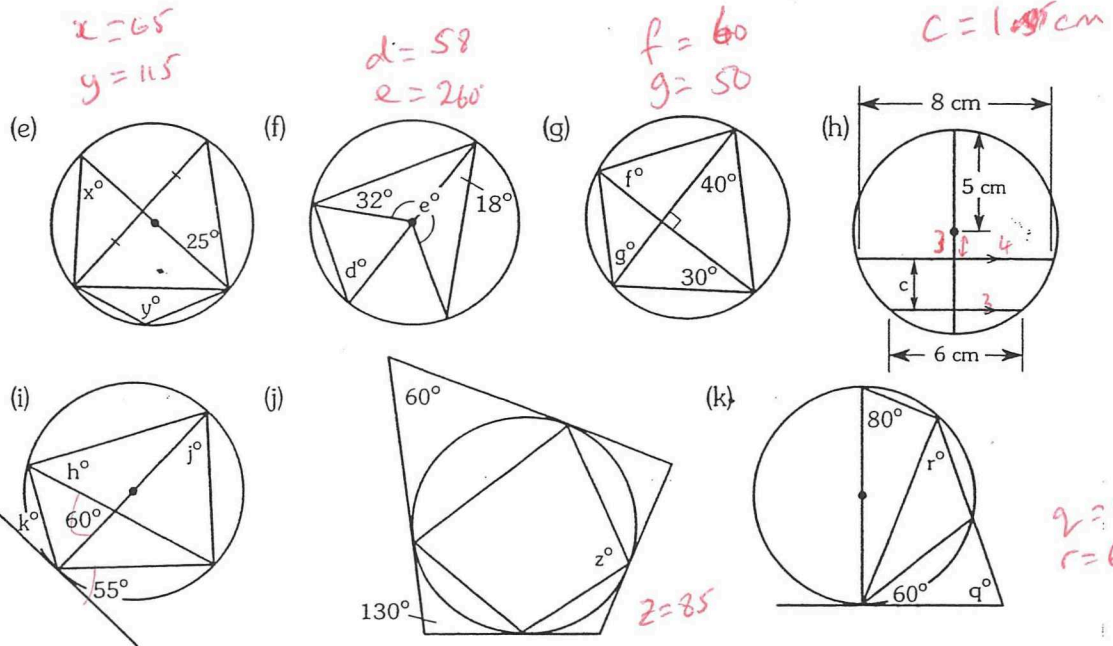 x = 65
y = 115
d = 58
e = 260
f = 60
g = 50
c = cm
(e)
x°
25°
y°
(f)
32°
e°
18°
d°
(g)
f°
40°
g°
30°
(h)
8 cm
5 cm
3
4
c
3
6 cm
(i)
h°
j°
k°
60°
55°
(j)
60°
z°
130°
z = 85
(k)
80°
r°
60°
q°
q =
r =